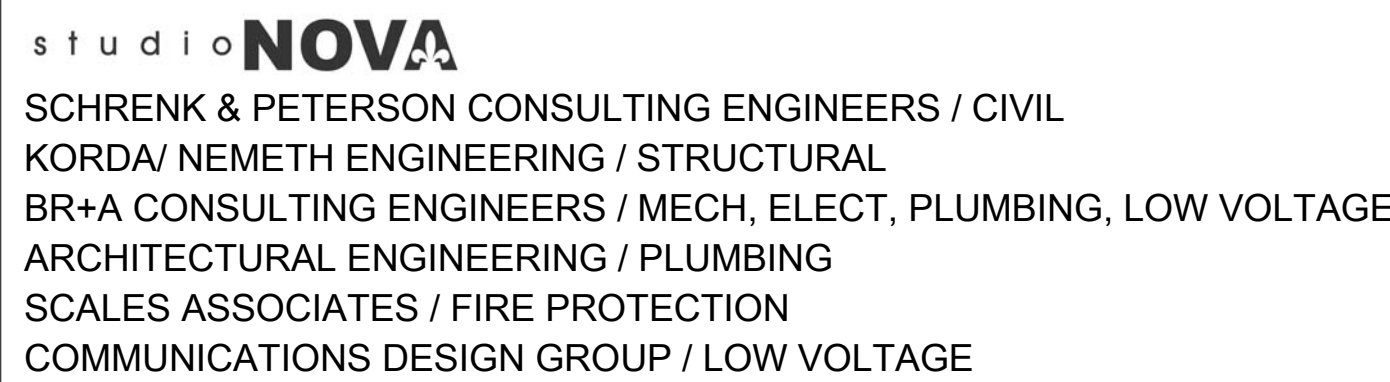 studioNOVA
SCHRENK & PETERSON CONSULTING ENGINEERS / CIVIL
KORDA/ NEMETH ENGINEERING / STRUCTURAL
BR+A CONSULTING ENGINEERS / MECH, ELECT, PLUMBING, LOW VOLTAGE
ARCHITECTURAL ENGINEERING / PLUMBING
SCALES ASSOCIATES / FIRE PROTECTION
COMMUNICATIONS DESIGN GROUP / LOW VOLTAGE